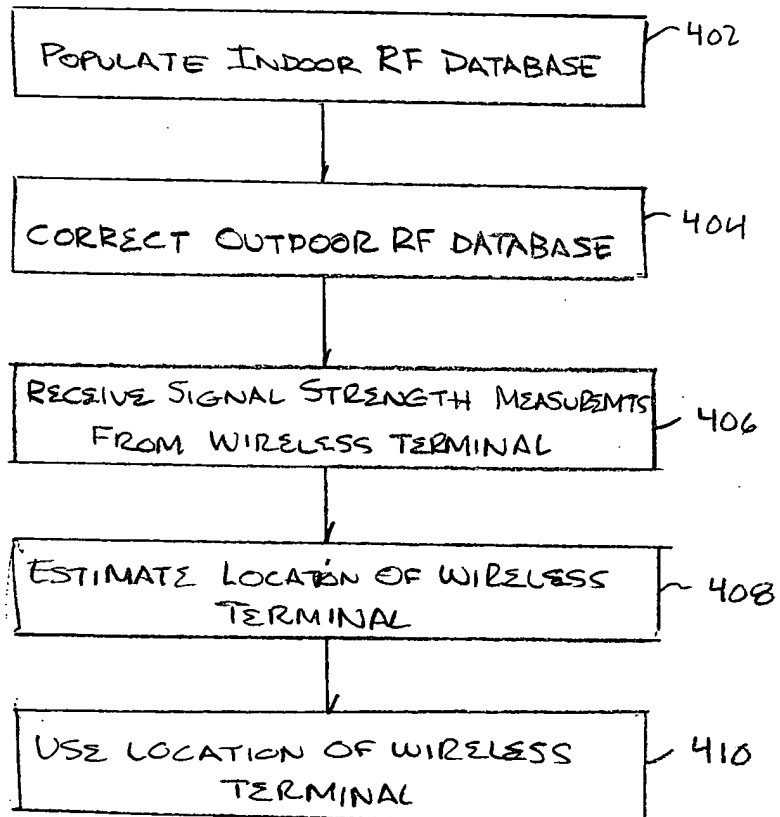 POPULATE INDOOR RF DATABASE
402
CORRECT OUTDOOR RF DATABASE
404
RECEIVE SIGNAL STRENGTH MEASUREMTS
FROM WIRELESS TERMINAL
406
ESTIMATE LOCATION OF WIRELESS
TERMINAL
408
USE LOCATION OF WIRELESS
TERMINAL
410